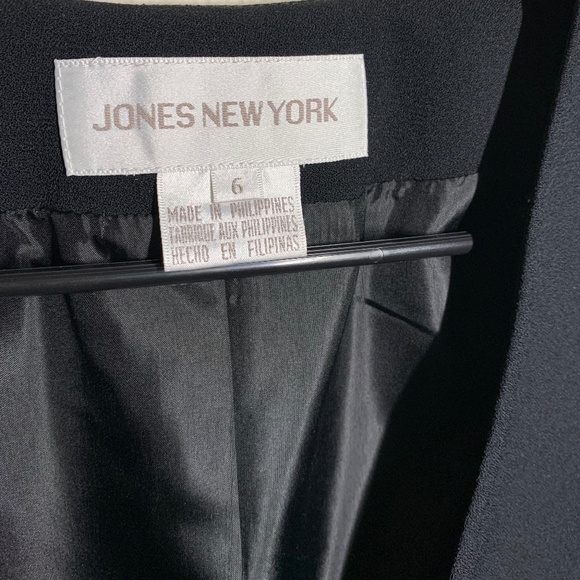 JONES NEW YORK
6
MADE IN PHILIPPINES
FABRIQUE AUX PHILIPPINES
HECHO EN FILIPINAS